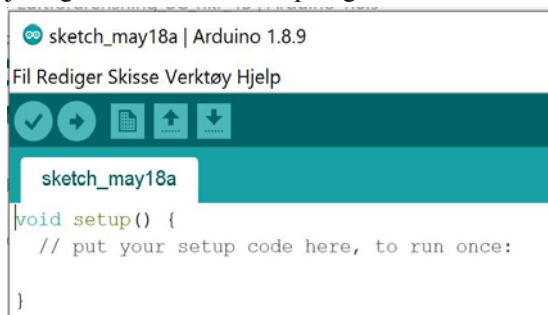 sketch_may18a | Arduino 1.8.9
Fil Rediger Skisse Verktøy Hjelp
sketch_may18a
void setup() {
// put your setup code here, to run once:
}